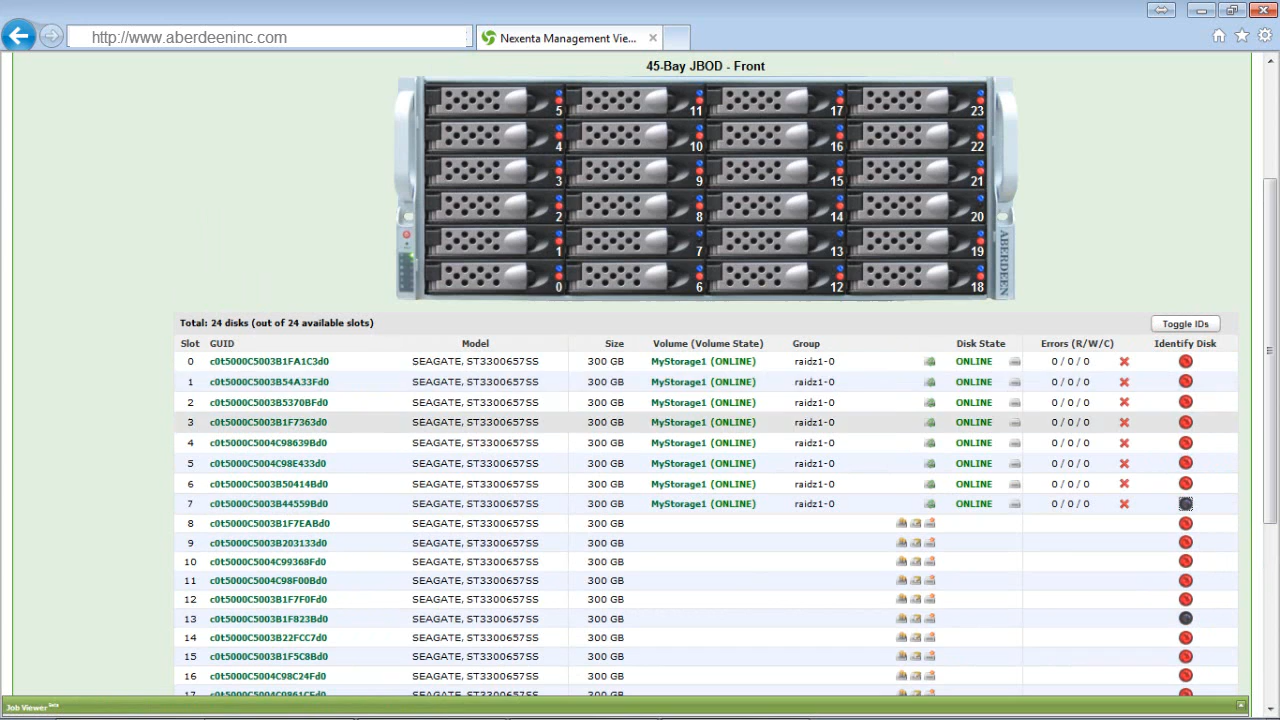 http://www.aberdeeninc.com
Nexenta Management Vie...
45-Bay JBOD - Front
5 11 17 23
4 10 16 22
3 9 15 21
2 8 14 20
1 7 13 19
0 6 12 18
ABERDEEN
Total: 24 disks (out of 24 available slots) Toggle IDs
Slot GUID Model Size Volume (Volume State) Group Disk State Errors (R/W/C) Identify Disk
0 c0t5000C5003B1FA1C3d0 SEAGATE, ST3300657SS 300 GB MyStorage1 (ONLINE) raidz1-0 ONLINE 0 / 0 / 0
1 c0t5000C5003B54A33Fd0 SEAGATE, ST3300657SS 300 GB MyStorage1 (ONLINE) raidz1-0 ONLINE 0 / 0 / 0
2 c0t5000C5003B5370BFd0 SEAGATE, ST3300657SS 300 GB MyStorage1 (ONLINE) raidz1-0 ONLINE 0 / 0 / 0
3 c0t5000C5003B1F7363d0 SEAGATE, ST3300657SS 300 GB MyStorage1 (ONLINE) raidz1-0 ONLINE 0 / 0 / 0
4 c0t5000C5004C98639Bd0 SEAGATE, ST3300657SS 300 GB MyStorage1 (ONLINE) raidz1-0 ONLINE 0 / 0 / 0
5 c0t5000C5004C98E433d0 SEAGATE, ST3300657SS 300 GB MyStorage1 (ONLINE) raidz1-0 ONLINE 0 / 0 / 0
6 c0t5000C5003B50414Bd0 SEAGATE, ST3300657SS 300 GB MyStorage1 (ONLINE) raidz1-0 ONLINE 0 / 0 / 0
7 c0t5000C5003B44559Bd0 SEAGATE, ST3300657SS 300 GB MyStorage1 (ONLINE) raidz1-0 ONLINE 0 / 0 / 0
8 c0t5000C5003B1F7EABd0 SEAGATE, ST3300657SS 300 GB
9 c0t5000C5003B203133d0 SEAGATE, ST3300657SS 300 GB
10 c0t5000C5004C99368Fd0 SEAGATE, ST3300657SS 300 GB
11 c0t5000C5004C98F00Bd0 SEAGATE, ST3300657SS 300 GB
12 c0t5000C5003B1F7F0Fd0 SEAGATE, ST3300657SS 300 GB
13 c0t5000C5003B1F823Bd0 SEAGATE, ST3300657SS 300 GB
14 c0t5000C5003B22FCC7d0 SEAGATE, ST3300657SS 300 GB
15 c0t5000C5003B1F5C8Bd0 SEAGATE, ST3300657SS 300 GB
16 c0t5000C5004C98C24Fd0 SEAGATE, ST3300657SS 300 GB
17 SEAGATE, ST3300657SS 300 GB
Job Viewer Beta